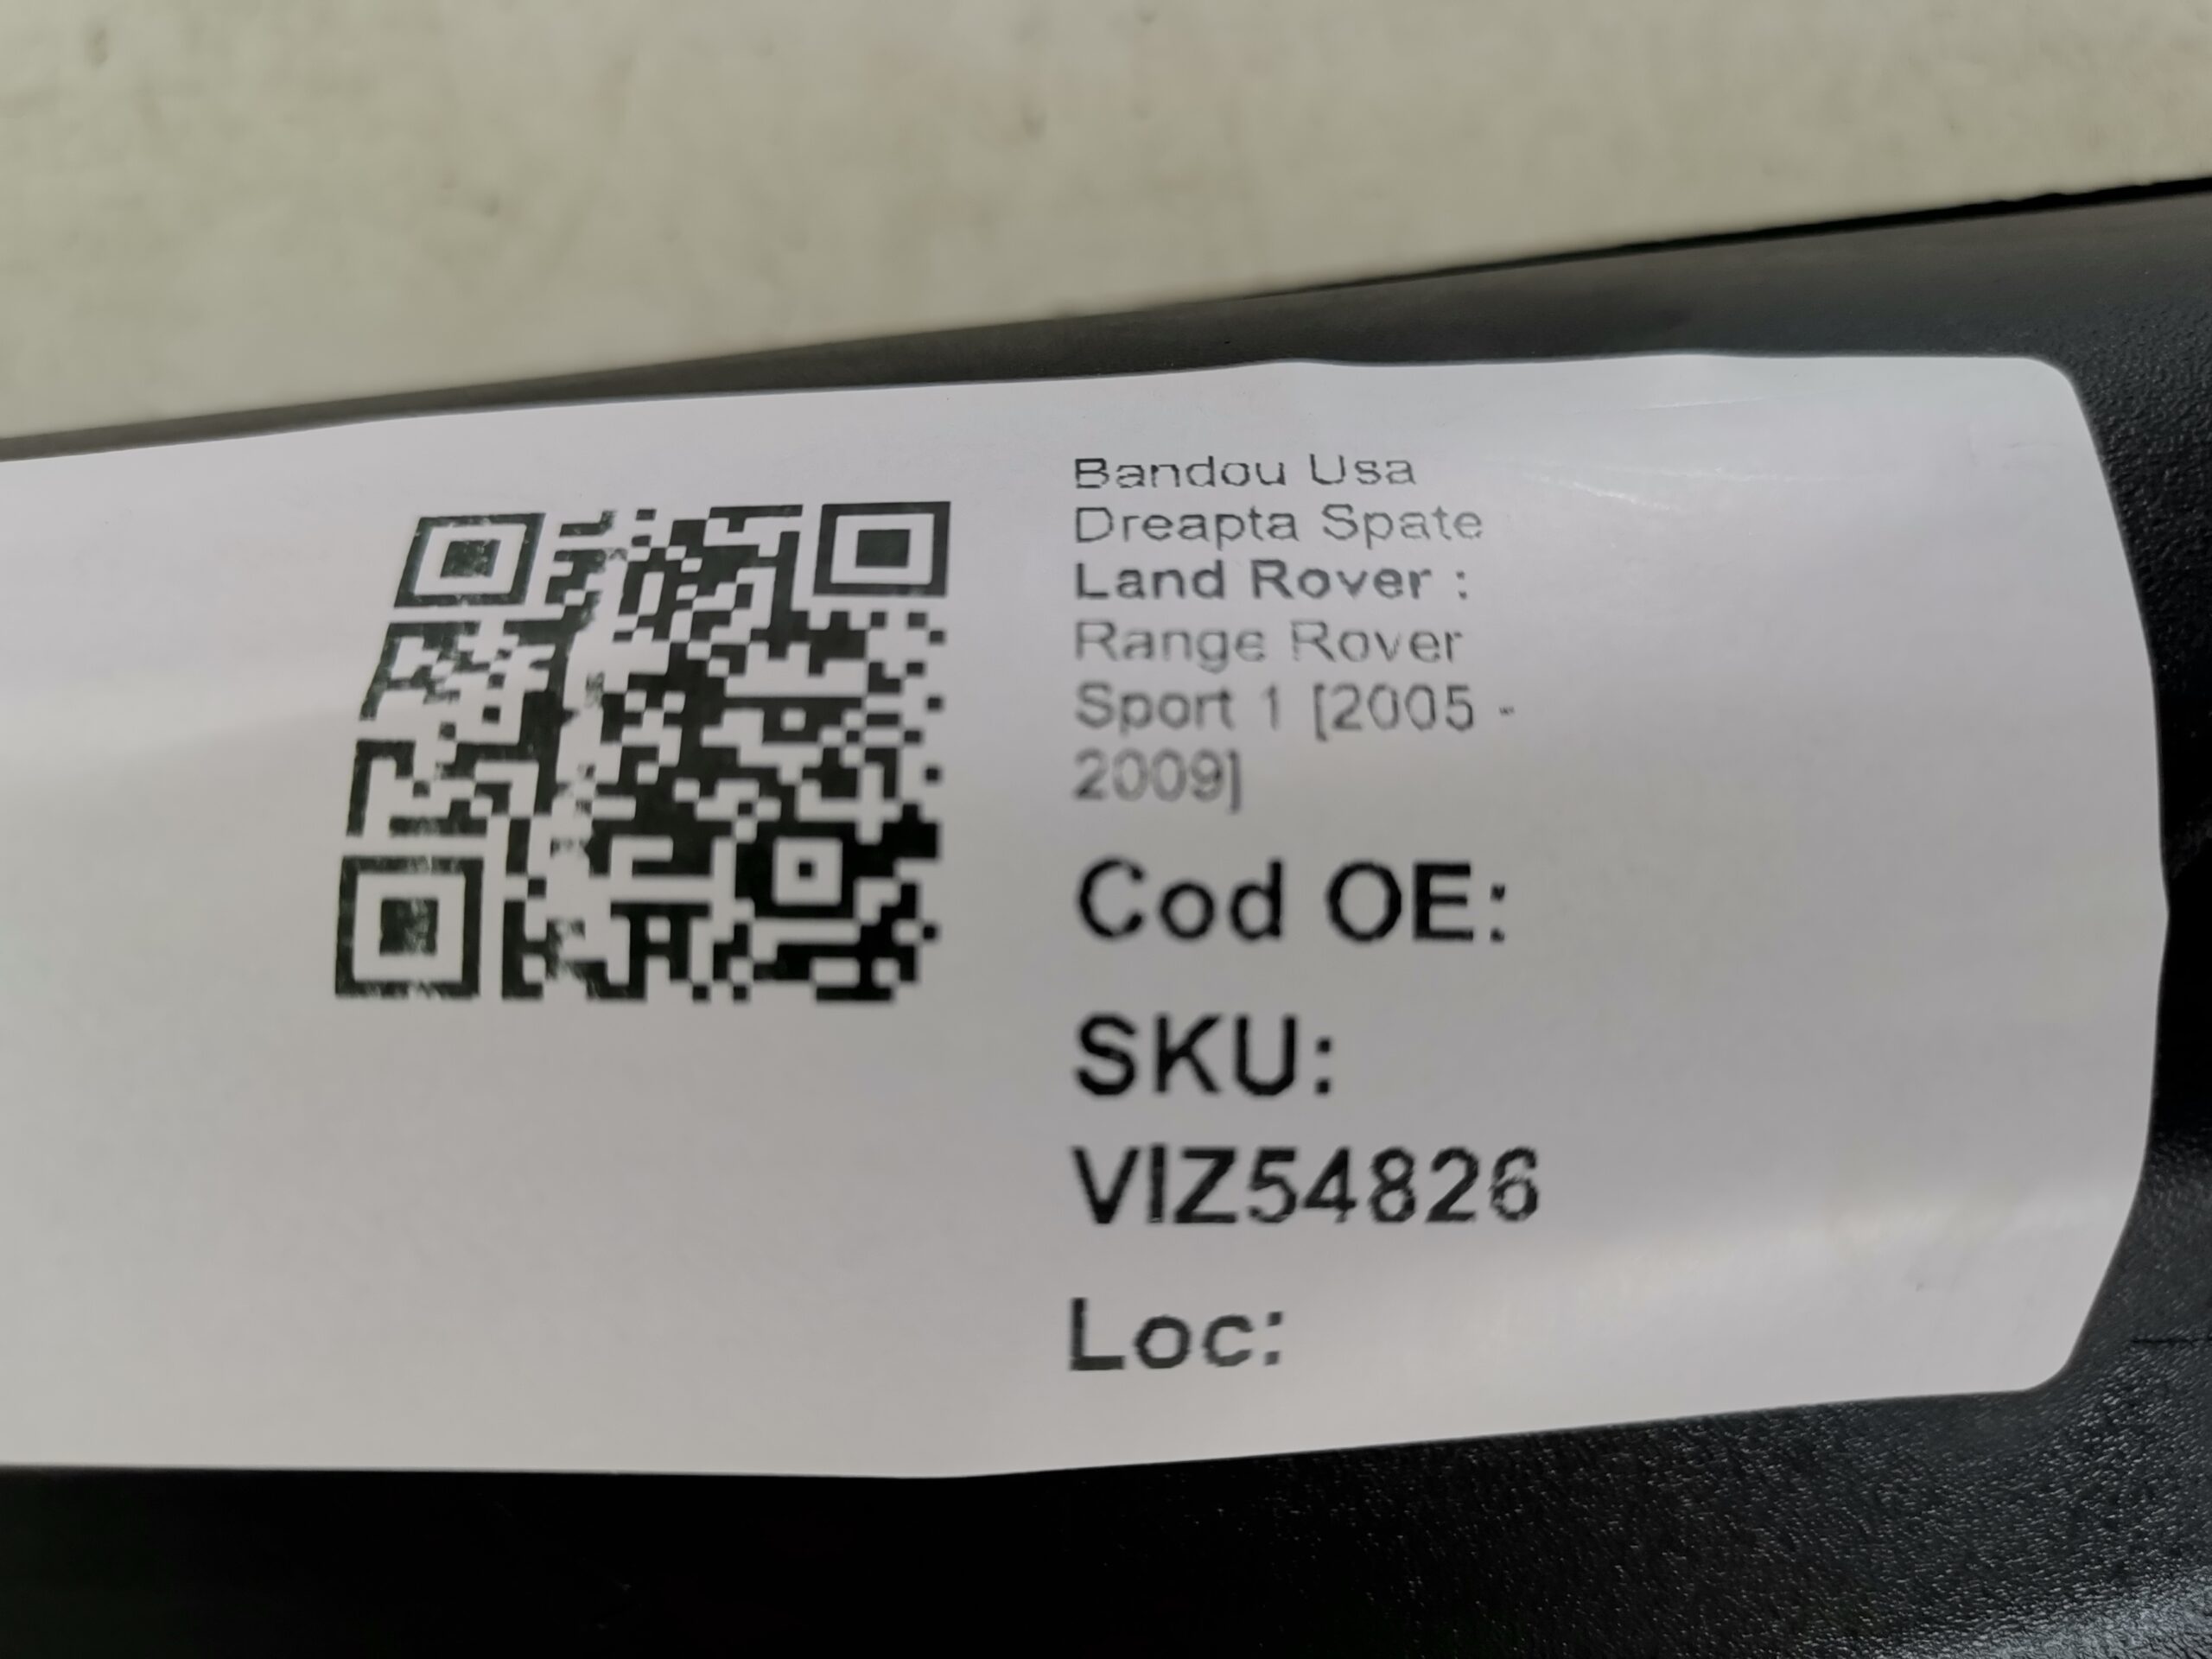 Bandou Usa
Dreapta Spate
Land Rover :
Range Rover
Sport 1 [2005 -
2009]
Cod OE:
SKU:
VIZ54826
Loc: